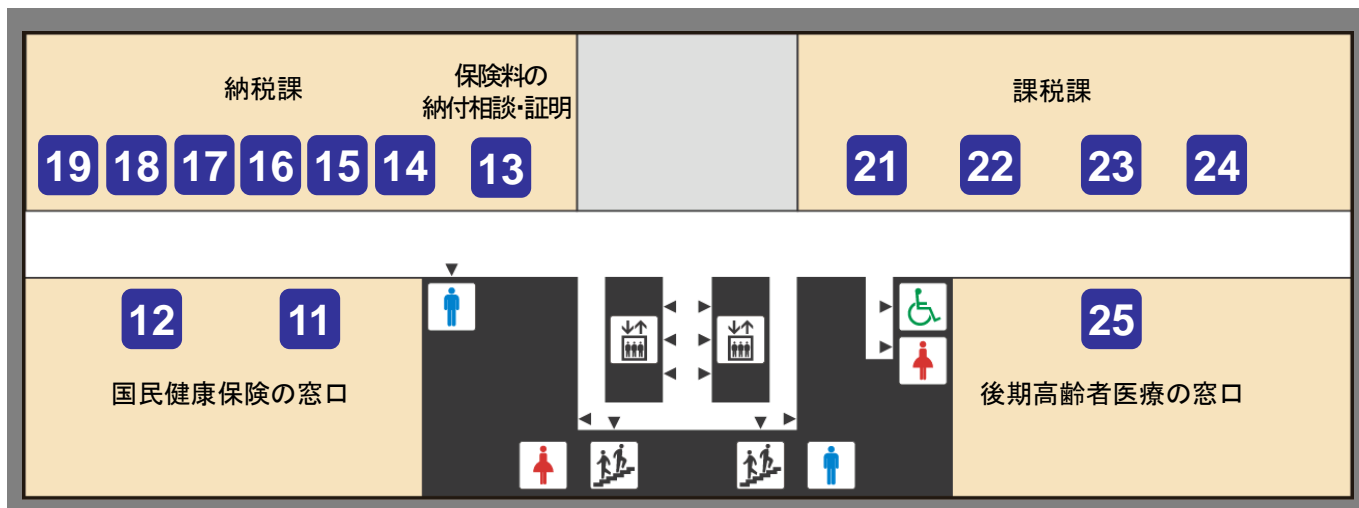 納税課
保険料の
納付相談・証明
課税課
19 18 17 16 15 14 13
21 22 23 24
12 11
25
国民健康保険の窓口
後期高齢者医療の窓口